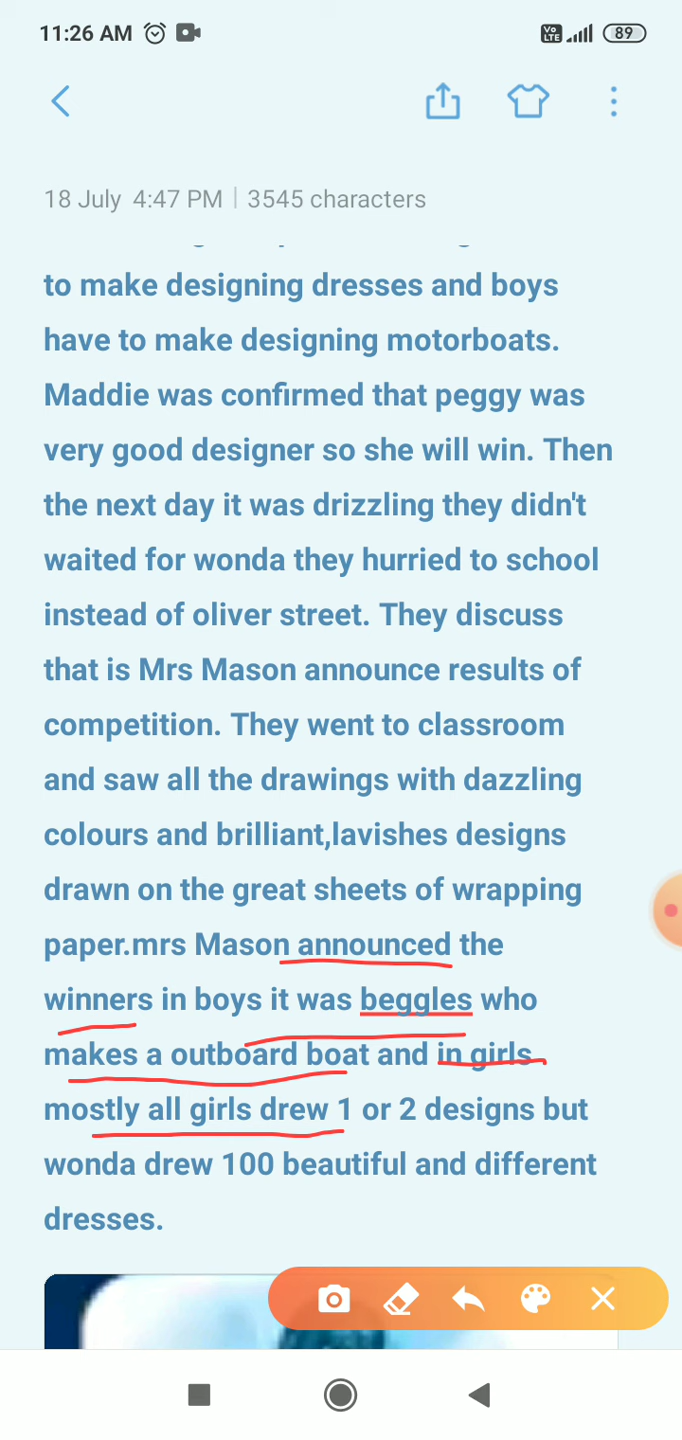 11:26 AM
Vo LTE
89
18 July 4:47 PM | 3545 characters
to make designing dresses and boys
have to make designing motorboats.
Maddie was confirmed that peggy was
very good designer so she will win. Then
the next day it was drizzling they didn't
waited for wonda they hurried to school
instead of oliver street. They discuss
that is Mrs Mason announce results of
competition. They went to classroom
and saw all the drawings with dazzling
colours and brilliant,lavishes designs
drawn on the great sheets of wrapping
paper.mrs Mason announced the
winners in boys it was beggles who
makes a outboard boat and in girls
mostly all girls drew 1 or 2 designs but
wonda drew 100 beautiful and different
dresses.